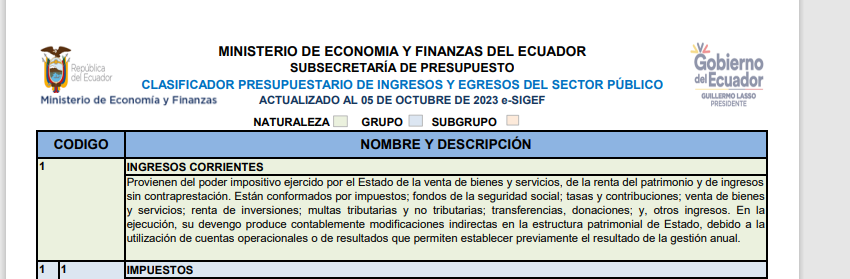 MINISTERIO DE ECONOMIA Y FINANZAS DEL ECUADOR
SUBSECRETARÍA DE PRESUPUESTO
CLASIFICADOR PRESUPUESTARIO DE INGRESOS Y EGRESOS DEL SECTOR PÚBLICO
ACTUALIZADO AL 05 DE OCTUBRE DE 2023 e-SIGEF
República
del Ecuador
Ministerio de Economía y Finanzas
Gobierno
del Ecuador
GUILLERMO LASSO
PRESIDENTE
NATURALEZA GRUPO SUBGRUPO
CODIGO NOMBRE Y DESCRIPCIÓN
1 INGRESOS CORRIENTES
Provienen del poder impositivo ejercido por el Estado de la venta de bienes y servicios, de la renta del patrimonio y de ingresos
sin contraprestación. Están conformados por impuestos; fondos de la seguridad social; tasas y contribuciones; venta de bienes
y servicios; renta de inversiones; multas tributarias y no tributarias; transferencias, donaciones; y, otros ingresos. En la
ejecución, su devengo produce contablemente modificaciones indirectas en la estructura patrimonial de Estado, debido a la
utilización de cuentas operacionales o de resultados que permiten establecer previamente el resultado de la gestión anual.
1 1 IMPUESTOS